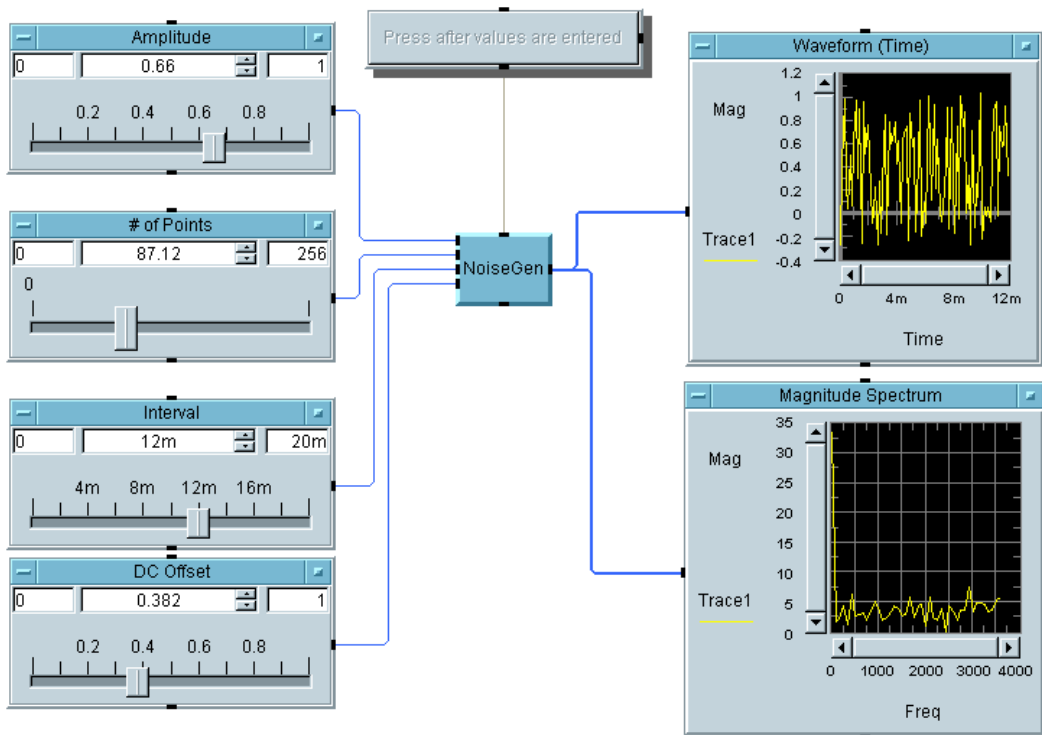 Amplitude
0 0.66 1
0.2 0.4 0.6 0.8
# of Points
0 87.12 256
0
Interval
0 12m 20m
4m 8m 12m 16m
DC Offset
0 0.382 1
0.2 0.4 0.6 0.8
Press after values are entered
NoiseGen
Waveform (Time)
Mag
Trace1
1.2
1
0.8
0.6
0.4
0.2
0
-0.2
-0.4
0 4m 8m 12m
Time
Magnitude Spectrum
Mag
Trace1
35
30
25
20
15
10
5
0
0 1000 2000 3000 4000
Freq